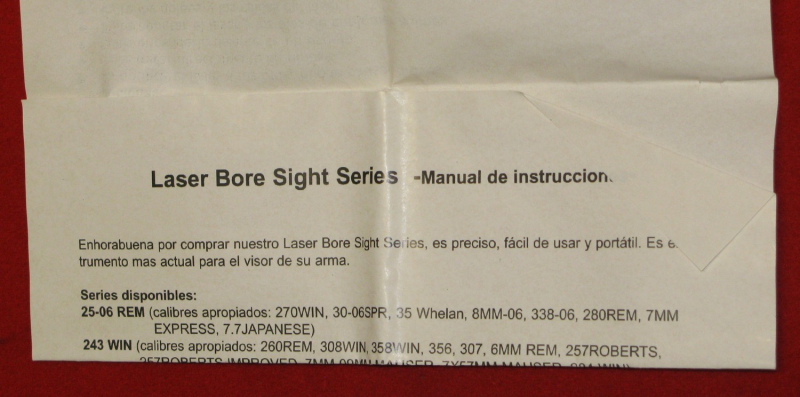 Laser Bore Sight Series -Manual de instruccion
Enhorabuena por comprar nuestro Laser Bore Sight Series, es preciso, fácil de usar y portátil. Es e
trumento mas actual para el visor de su arma.
Series disponibles:
25-06 REM (calibres apropiados: 270WIN, 30-06SPR, 35 Whelan, 8MM-06, 338-06, 280REM, 7MM
EXPRESS, 7.7JAPANESE)
243 WIN (calibres apropiados: 260REM, 308WIN,358WIN, 356, 307, 6MM REM, 257ROBERTS,
257ROBERTS IMPROVED, 7MM